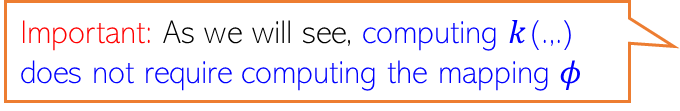 Important: As we will see, computing k(.,.)
does not require computing the mapping ϕ